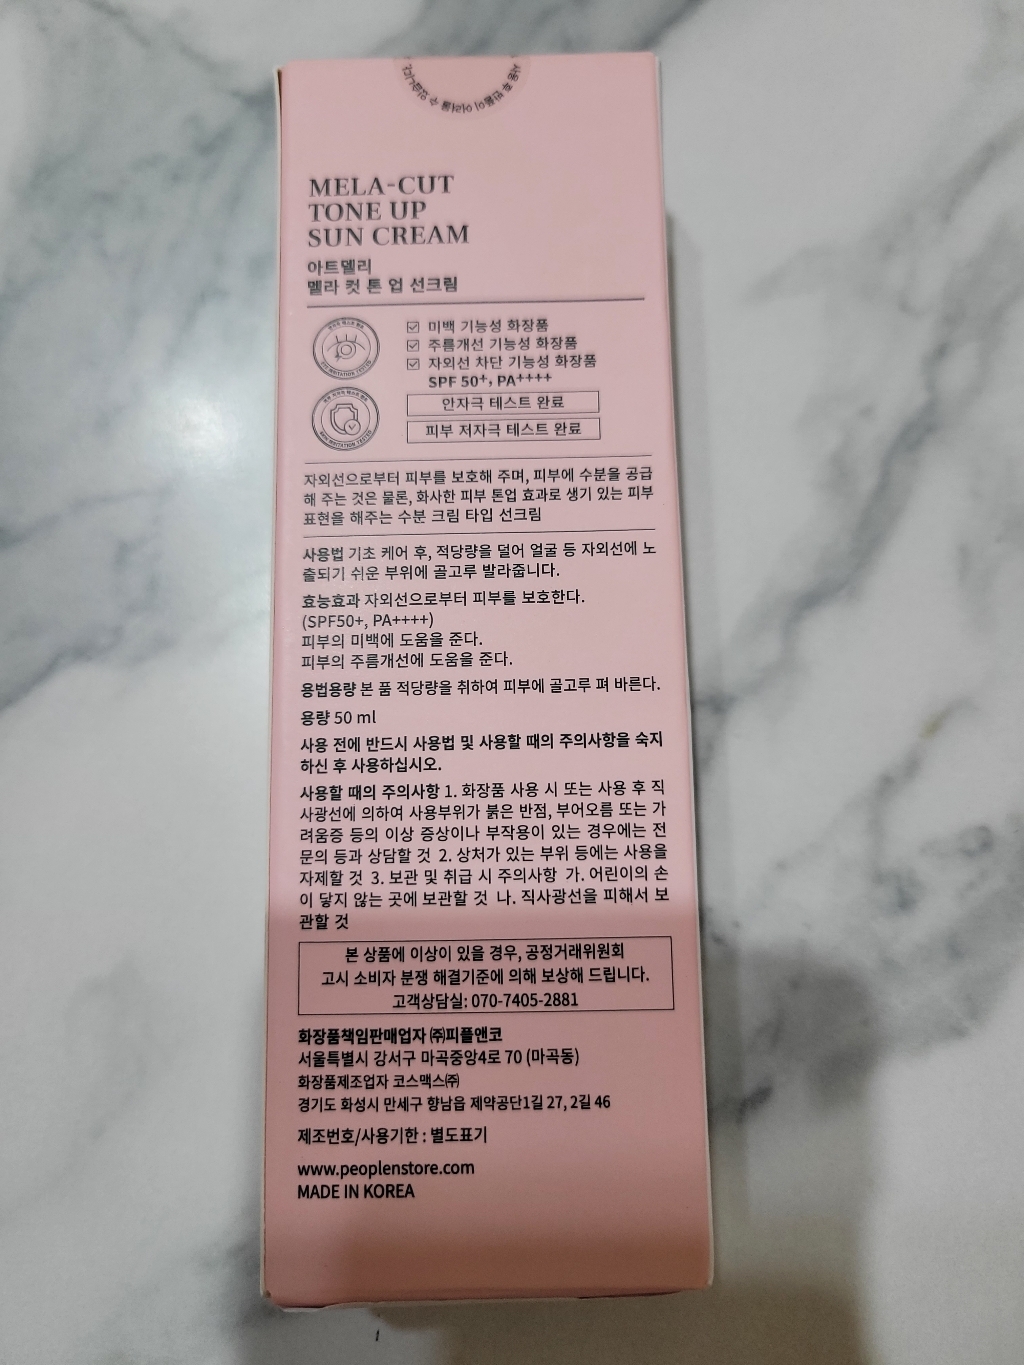 사용 후 반품이 어려울 수 있습니다.
MELA-CUT
TONE UP
SUN CREAM
아트멜리
멜라 컷 톤 업 선크림
EYE IRRITATION TESTED
☑ 미백 기능성 화장품
☑ 주름개선 기능성 화장품
☑ 자외선 차단 기능성 화장품
SPF 50+, PA++++
안자극 테스트 완료
SKIN IRRITATION TESTED
피부 저자극 테스트 완료
자외선으로부터 피부를 보호해 주며, 피부에 수분을 공급
해 주는 것은 물론, 화사한 피부 톤업 효과로 생기 있는 피부
표현을 해주는 수분 크림 타입 선크림
사용법 기초 케어 후, 적당량을 덜어 얼굴 등 자외선에 노
출되기 쉬운 부위에 골고루 발라줍니다.
효능효과 자외선으로부터 피부를 보호한다.
(SPF50+, PA++++)
피부의 미백에 도움을 준다.
피부의 주름개선에 도움을 준다.
용법용량 본 품 적당량을 취하여 피부에 골고루 펴 바른다.
용량 50 ml
사용 전에 반드시 사용법 및 사용할 때의 주의사항을 숙지
하신 후 사용하십시오.
사용할 때의 주의사항 1. 화장품 사용 시 또는 사용 후 직
사광선에 의하여 사용부위가 붉은 반점, 부어오름 또는 가
려움증 등의 이상 증상이나 부작용이 있는 경우에는 전
문의 등과 상담할 것 2. 상처가 있는 부위 등에는 사용을
자제할 것 3. 보관 및 취급 시 주의사항 가. 어린이의 손
이 닿지 않는 곳에 보관할 것 나. 직사광선을 피해서 보
관할 것
본 상품에 이상이 있을 경우, 공정거래위원회
고시 소비자 분쟁 해결기준에 의해 보상해 드립니다.
고객상담실: 070-7405-2881
화장품책임판매업자 ㈜피플앤코
서울특별시 강서구 마곡중앙4로 70 (마곡동)
화장품제조업자 코스맥스㈜
경기도 화성시 만세구 향남읍 제약공단1길 27, 2길 46
제조번호/사용기한 : 별도표기
www.peoplenstore.com
MADE IN KOREA